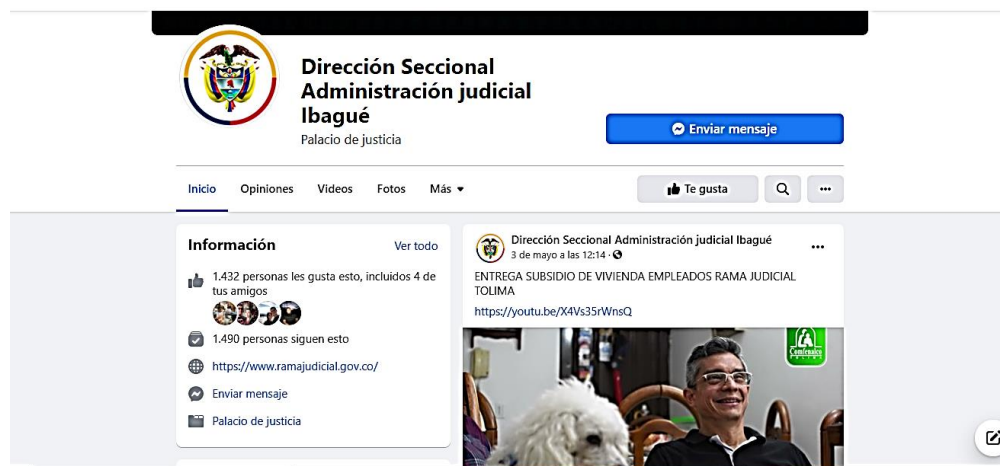 Dirección Seccional
Administración judicial
Ibagué
Palacio de justicia
Enviar mensaje
Inicio
Opiniones
Videos
Fotos
Más
Te gusta
Información
Ver todo
1.432 personas les gusta esto, incluidos 4 de
tus amigos
1.490 personas siguen esto
https://www.ramajudicial.gov.co/
Enviar mensaje
Palacio de justicia
Dirección Seccional Administración judicial Ibagué
3 de mayo a las 12:14 ·
ENTREGA SUBSIDIO DE VIVIENDA EMPLEADOS RAMA JUDICIAL
TOLIMA
https://youtu.be/X4Vs35rWnsQ
Comfenalco
TOLIMA